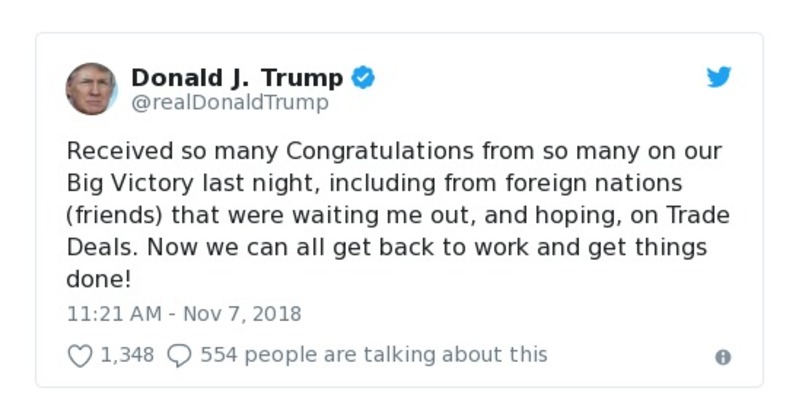 Donald J. Trump
@realDonaldTrump
Received so many Congratulations from so many on our
Big Victory last night, including from foreign nations
(friends) that were waiting me out, and hoping, on Trade
Deals. Now we can all get back to work and get things
done!
11:21 AM - Nov 7, 2018
1,348 554 people are talking about this